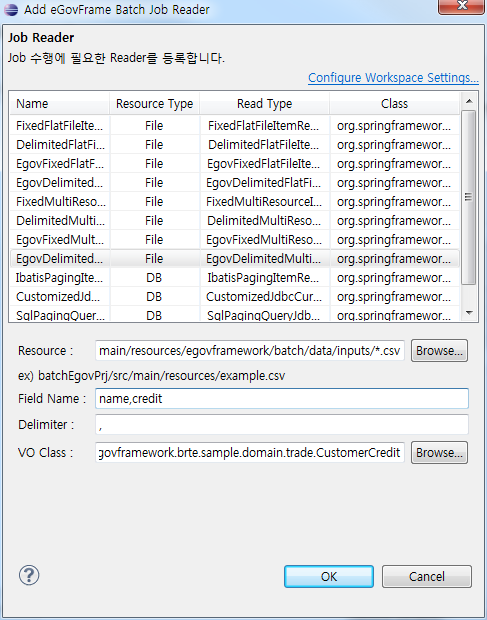 Add eGovFrame Batch Job Reader
Job Reader
Job 수행에 필요한 Reader를 등록합니다.
Configure Workspace Settings...
Name Resource Type Read Type Class
FixedFlatFileIte... File FixedFlatFileItemRe... org.springframewor...
DelimitedFlatFi... File DelimitedFlatFileIte... org.springframewor...
EgovFixedFlatF... File EgovFixedFlatFileIte... org.springframewor...
EgovDelimited... File EgovDelimitedFlatFi... org.springframewor...
FixedMultiReso... File FixedMultiResourceI... org.springframewor...
DelimitedMulti... File DelimitedMultiReso... org.springframewor...
EgovFixedMult... File EgovFixedMultiReso... org.springframewor...
EgovDelimited... File EgovDelimitedMulti... org.springframewor...
IbatisPagingIte... DB IbatisPagingItemRe... org.springframewor...
CustomizedJdb... DB CustomizedJdbcCur... org.springframewor...
SqlPagingQuery... DB SqlPagingQueryJdb... org.springframewor...
Resource : main/resources/egovframework/batch/data/inputs/*.csv Browse...
ex) batchEgovPrj/src/main/resources/example.csv
Field Name : name,credit
Delimiter : ,
VO Class : govframework.brte.sample.domain.trade.CustomerCredit Browse...
? OK Cancel